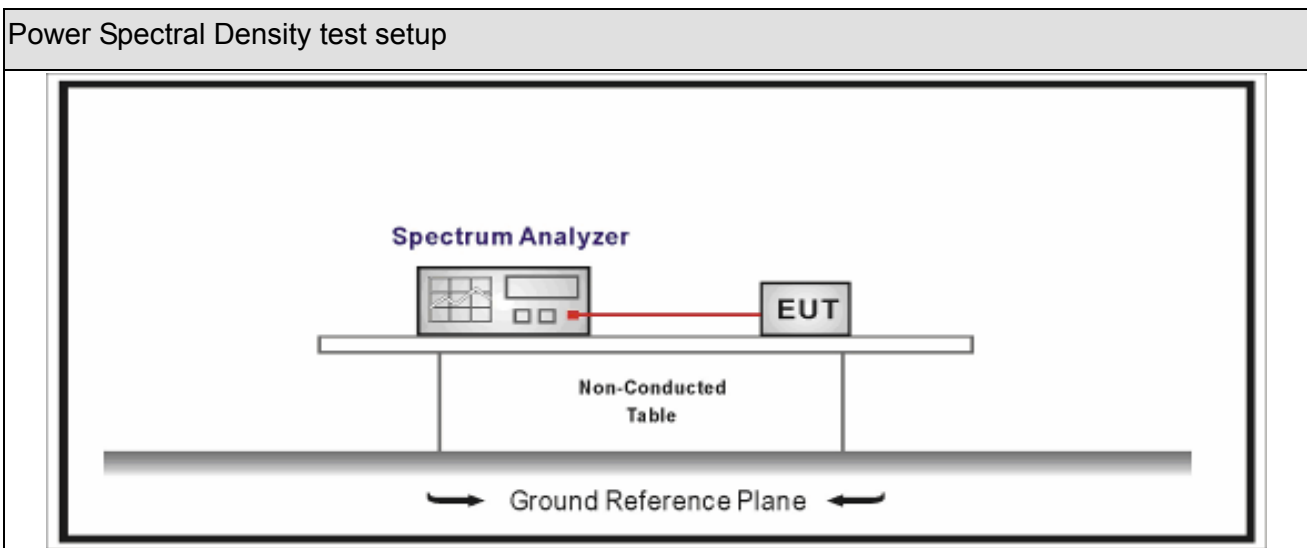 Power Spectral Density test setup
Spectrum Analyzer
EUT
Non-Conducted
Table
Ground Reference Plane